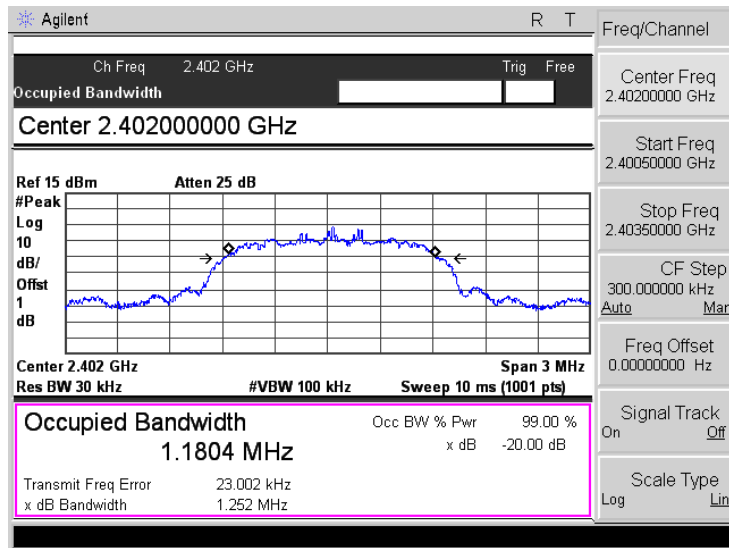 Agilent R T
Ch Freq 2.402 GHz Trig Free
Occupied Bandwidth
Center 2.402000000 GHz
Ref 15 dBm Atten 25 dB
#Peak
Log
10
dB/
Offst
1
dB
Center 2.402 GHz Span 3 MHz
Res BW 30 kHz #VBW 100 kHz Sweep 10 ms (1001 pts)
Occupied Bandwidth Occ BW % Pwr 99.00 %
1.1804 MHz x dB -20.00 dB
Transmit Freq Error 23.002 kHz
x dB Bandwidth 1.252 MHz
Freq/Channel
Center Freq
2.40200000 GHz
Start Freq
2.40050000 GHz
Stop Freq
2.40350000 GHz
CF Step
300.000000 kHz
Auto Mar
Freq Offset
0.00000000 Hz
Signal Track
On Off
Scale Type
Log Lin